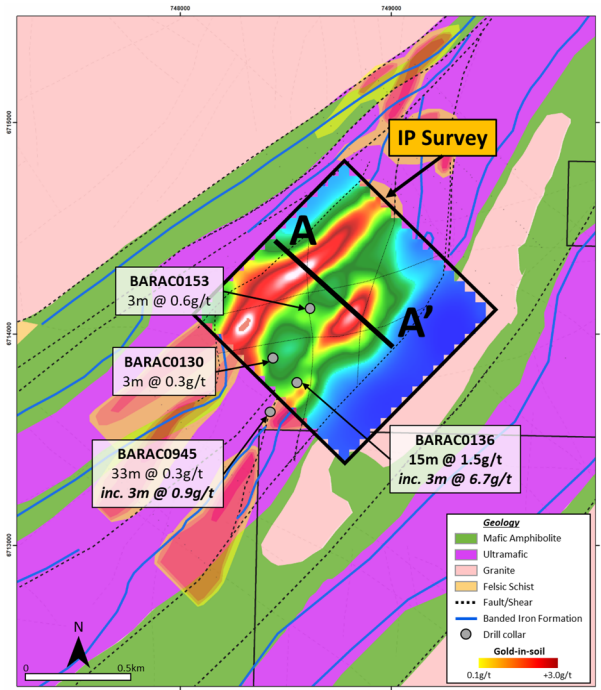 748000
749000
6715000
IP Survey
A
BARAC0153
3m @ 0.6g/t
A’
6714000
BARAC0130
3m @ 0.3g/t
BARAC0945
33m @ 0.3g/t
inc. 3m @ 0.9g/t
BARAC0136
15m @ 1.5g/t
inc. 3m @ 6.7g/t
6713000
Geology
Mafic Amphibolite
Ultramafic
Granite
Felsic Schist
Fault/Shear
Banded Iron Formation
Drill collar
Gold-in-soil
0.1g/t
+3.0g/t
N
0
0.5km